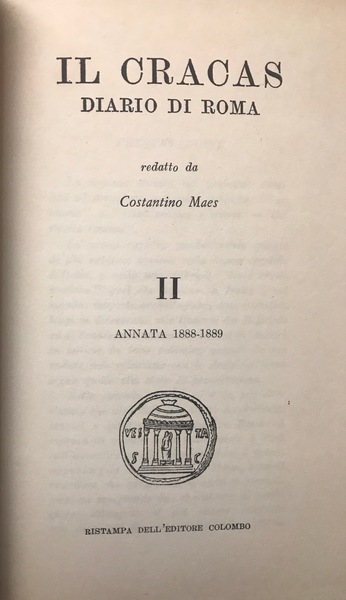 IL CRACAS
DIARIO DI ROMA
redatto da
Costantino Maes
II
ANNATA 1888-1889
VES TA
S C
RISTAMPA DELL'EDITORE COLOMBO